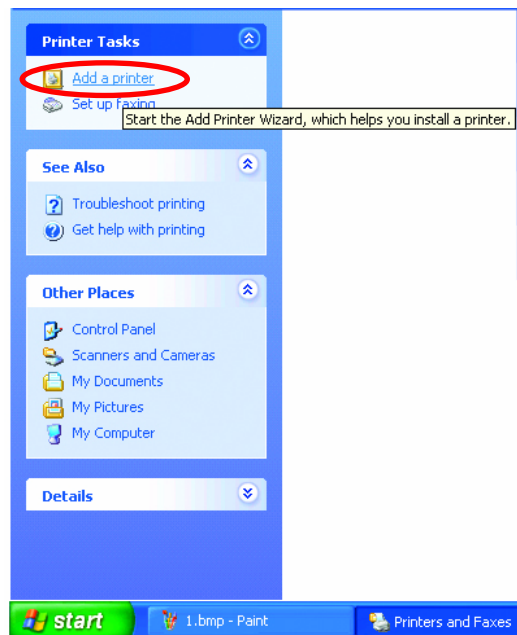 Printer Tasks
Add a printer
Set up faxing
Start the Add Printer Wizard, which helps you install a printer.
See Also
Troubleshoot printing
Get help with printing
Other Places
Control Panel
Scanners and Cameras
My Documents
My Pictures
My Computer
Details
start
1.bmp - Paint
Printers and Faxes